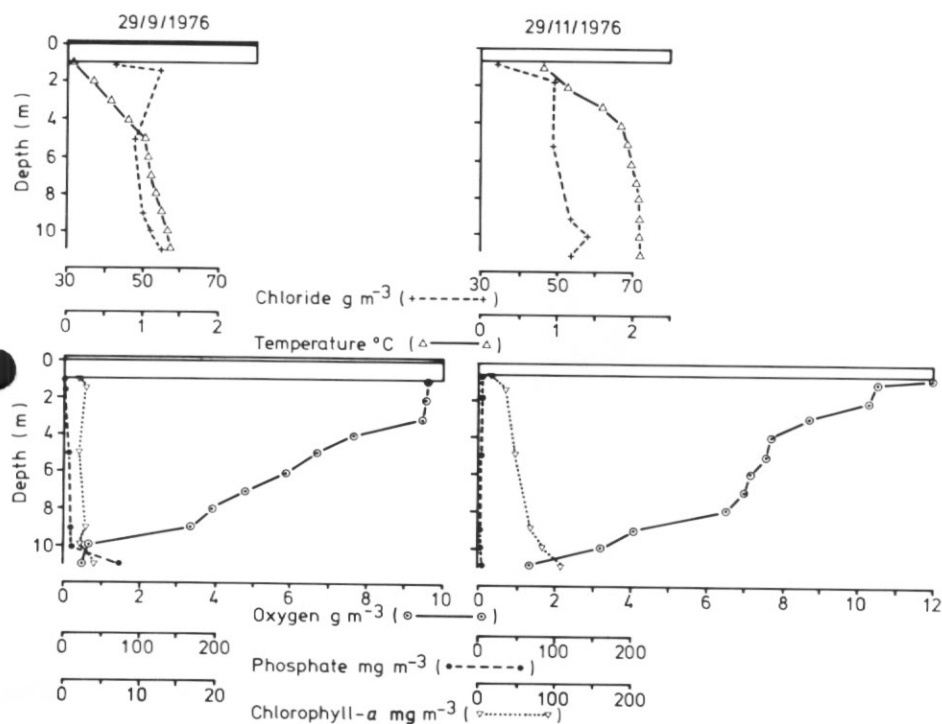 29/9/1976 29/11/1976
0
2
4
6
8
10
Depth (m)
30 50 70 30 50 70
Chloride g m⁻³ (+------+)
0 1 2 0 1 2
Temperature °C (△——△)
0
2
4
6
8
10
Depth (m)
0 2 4 6 8 10 0 2 4 6 8 10 12
Oxygen g m⁻³ (⊙——⊙)
0 100 200 0 100 200
Phosphate mg m⁻³ (•------•)
0 10 20 0 100 200
Chlorophyll-a mg m⁻³ (▽······▽)